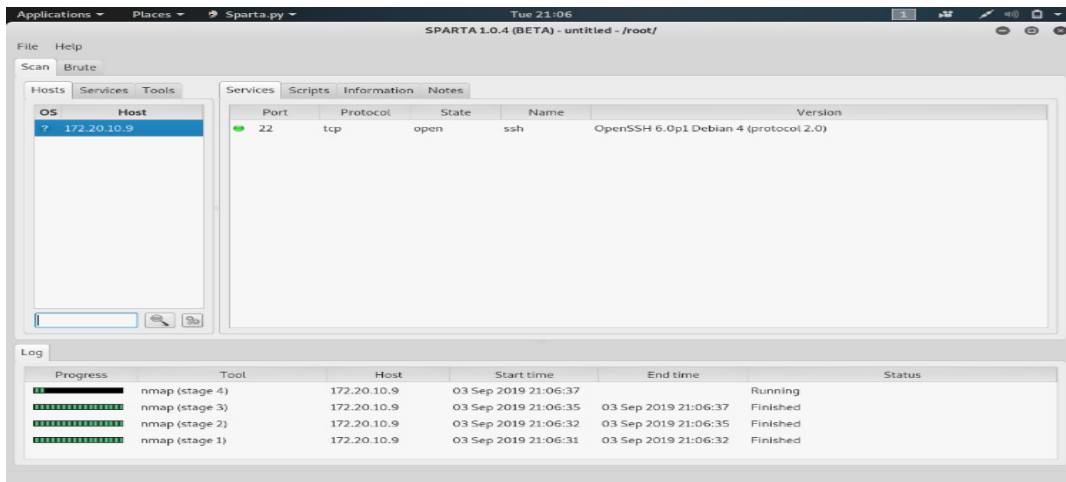 Applications Places Sparta.py Tue 21:06 1
SPARTA 1.0.4 (BETA) - untitled - /root/
File Help
Scan Brute
Hosts Services Tools Services Scripts Information Notes
OS Host Port Protocol State Name Version
? 172.20.10.9 22 tcp open ssh OpenSSH 6.0p1 Debian 4 (protocol 2.0)
Log
Progress Tool Host Start time End time Status
nmap (stage 4) 172.20.10.9 03 Sep 2019 21:06:37 Running
nmap (stage 3) 172.20.10.9 03 Sep 2019 21:06:35 03 Sep 2019 21:06:37 Finished
nmap (stage 2) 172.20.10.9 03 Sep 2019 21:06:32 03 Sep 2019 21:06:35 Finished
nmap (stage 1) 172.20.10.9 03 Sep 2019 21:06:31 03 Sep 2019 21:06:32 Finished